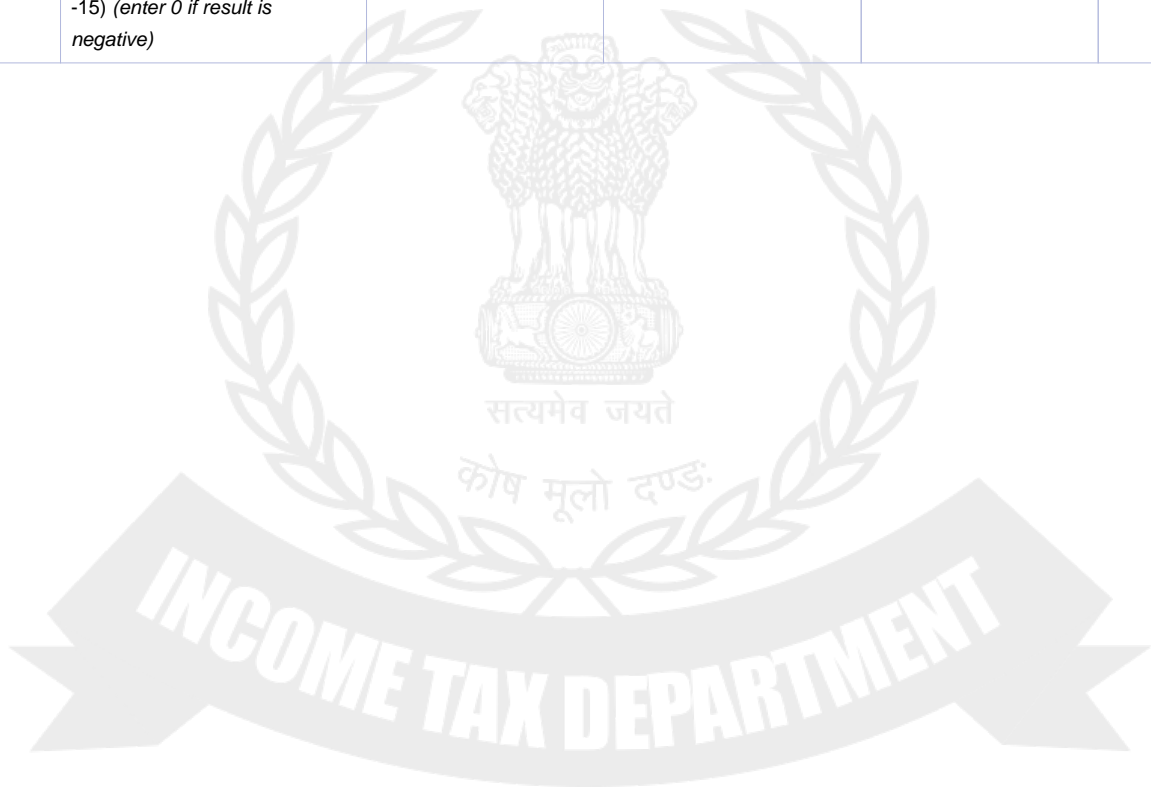 -15) (enter 0 if result is
negative)
सत्यमेव जयते
कोष मूलो दण्डः
INCOME TAX DEPARTMENT